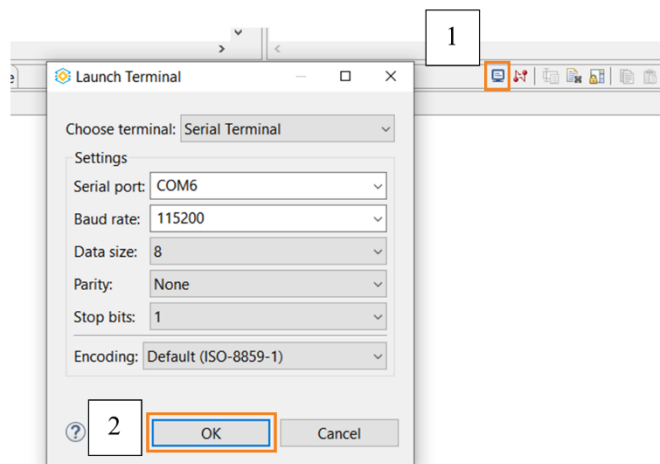 1
Launch Terminal
Choose terminal: Serial Terminal
Settings
Serial port: COM6
Baud rate: 115200
Data size: 8
Parity: None
Stop bits: 1
Encoding: Default (ISO-8859-1)
2 OK Cancel